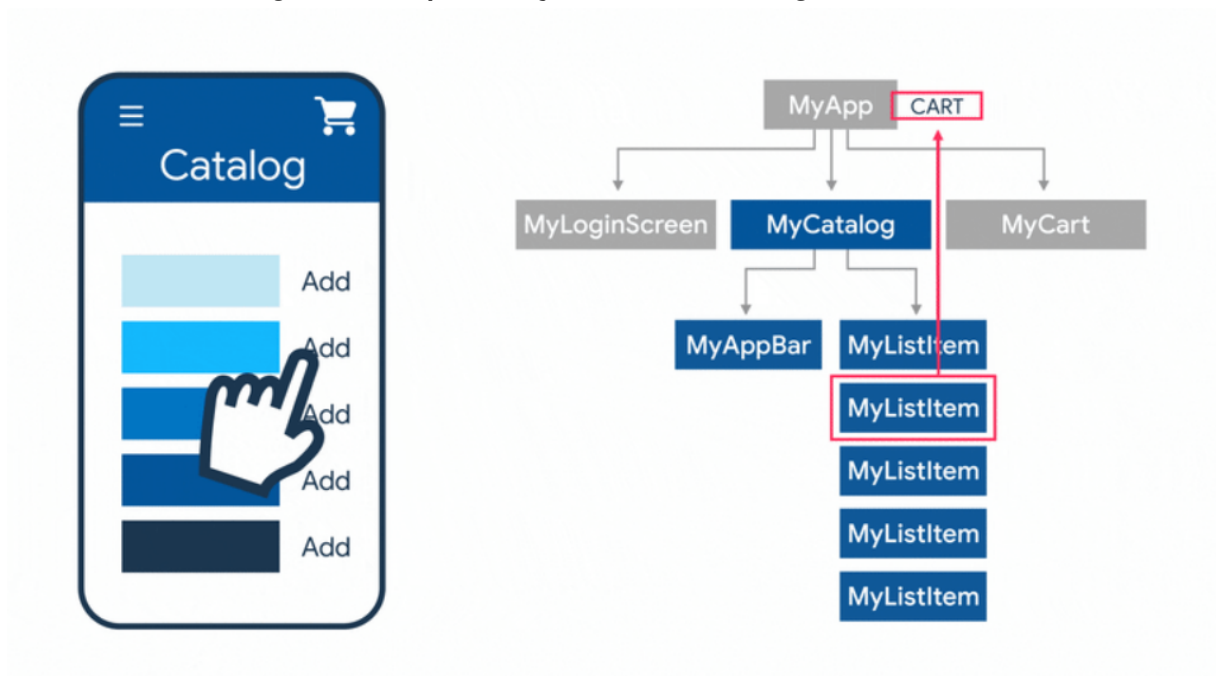 Catalog
Add
Add
Add
Add
Add
MyApp
CART
MyLoginScreen
MyCatalog
MyCart
MyAppBar
MyListItem
MyListItem
MyListItem
MyListItem
MyListItem